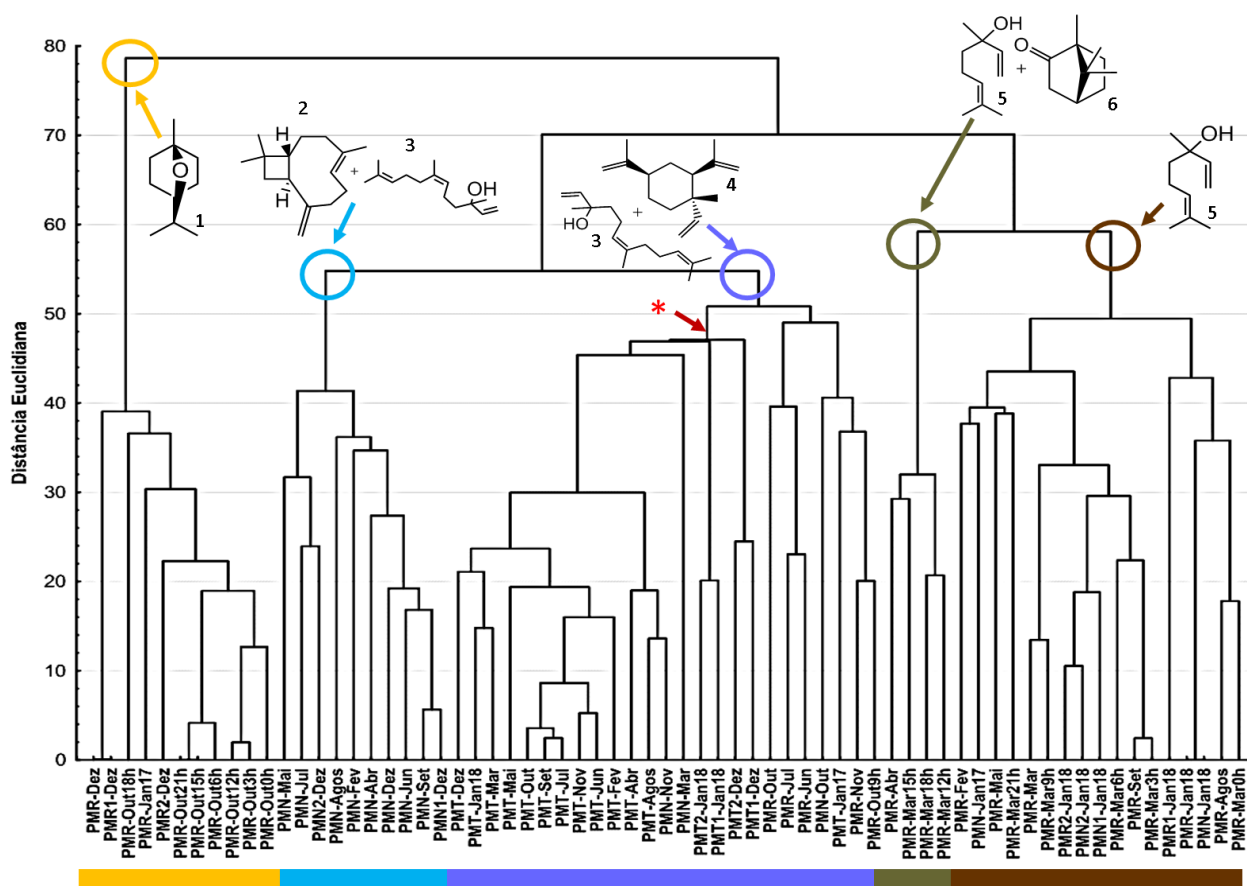 80
70
60
50
40
30
20
10
0
Distância Euclidiana
O
1
2
H
H
+
3
OH
4
+
OH
3
*
OH
5
+
O
6
OH
5
PMR-Dez
PMR1-Dez
PMR-Out18h
PMR-Jan17
PMR2-Dez
PMR-Out21h
PMR-Out15h
PMR-Out6h
PMR-Out12h
PMR-Out3h
PMR-Out0h
PMN-Mai
PMN-Jul
PMN2-Dez
PMN-Agos
PMN-Fev
PMN-Abr
PMN-Dez
PMN-Jun
PMN-Set
PMN1-Dez
PMT-Dez
PMT-Jan18
PMT-Mar
PMT-Mai
PMT-Out
PMT-Set
PMT-Jul
PMT-Nov
PMT-Jun
PMT-Fev
PMT-Abr
PMT-Agos
PMN-Nov
PMN-Mar
PMT2-Jan18
PMT1-Jan18
PMT2-Dez
PMT1-Dez
PMR-Out
PMR-Jul
PMR-Jun
PMN-Out
PMT-Jan17
PMR-Nov
PMR-Out9h
PMR-Abr
PMR-Mar15h
PMR-Mar18h
PMR-Mar12h
PMR-Fev
PMN-Jan17
PMR-Mai
PMR-Mar21h
PMR-Mar
PMR-Mar9h
PMR2-Jan18
PMN2-Jan18
PMN1-Jan18
PMR-Mar6h
PMR-Set
PMR-Mar3h
PMR1-Jan18
PMR-Jan18
PMN-Jan18
PMR-Agos
PMR-Mar0h